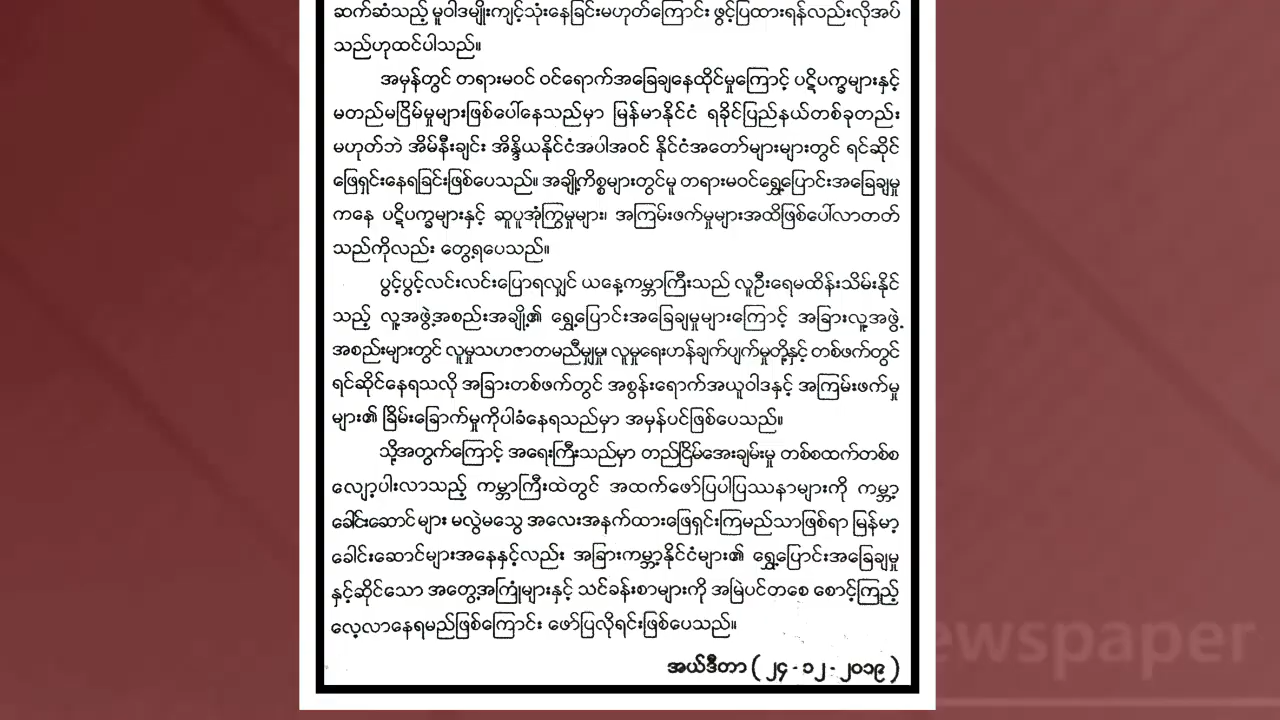 ဆက်ဆံသည့် မူဝါဒမျိုးကျင့်သုံးနေခြင်းမဟုတ်ကြောင်း ဖွင့်ပြထားရန်လည်းလိုအပ်
သည်ဟုထင်ပါသည်။
အမှန်တွင် တရားမဝင် ဝင်ရောက်အခြေချနေထိုင်မှုကြောင့် ပဋိပက္ခများနှင့်
မတည်မငြိမ်မှုများဖြစ်ပေါ်နေသည်မှာ မြန်မာနိုင်ငံ ရခိုင်ပြည်နယ်တစ်ခုတည်း
မဟုတ်ဘဲ အိမ်နီးချင်း အိန္ဒိယနိုင်ငံအပါအဝင် နိုင်ငံအတော်များများတွင် ရင်ဆိုင်
ဖြေရှင်းနေရခြင်းဖြစ်ပေသည်။ အချို့ကိစ္စများတွင်မူ တရားမဝင်ရွှေ့ပြောင်းအခြေချမှု
ကနေ ပဋိပက္ခများနှင့် ဆူပူအုံကြွမှုများ၊ အကြမ်းဖက်မှုများအထိဖြစ်ပေါ်လာတတ်
သည်ကိုလည်း တွေ့ရပေသည်။
ပွင့်ပွင့်လင်းလင်းပြောရလျှင် ယနေ့ကမ္ဘာကြီးသည် လူဦးရေမထိန်းသိမ်းနိုင်
သည့် လူ့အဖွဲ့အစည်းအချို့၏ ရွှေ့ပြောင်းအခြေချမှုများကြောင့် အခြားလူ့အဖွဲ့
အစည်းများတွင် လူမှုသဟဇာတမညီမျှမှု၊ လူမှုရေးဟန်ချက်ပျက်မှုတို့နှင့် တစ်ဖက်တွင်
ရင်ဆိုင်နေရသလို အခြားတစ်ဖက်တွင် အစွန်းရောက်အယူဝါဒနှင့် အကြမ်းဖက်မှု
များ၏ ခြိမ်းခြောက်မှုကိုပါခံနေရသည်မှာ အမှန်ပင်ဖြစ်ပေသည်။
သို့အတွက်ကြောင့် အရေးကြီးသည်မှာ တည်ငြိမ်အေးချမ်းမှု တစ်စထက်တစ်စ
လျော့ပါးလာသည့် ကမ္ဘာကြီးထဲတွင် အထက်ဖော်ပြပါပြဿနာများကို ကမ္ဘာ့
ခေါင်းဆောင်များ မလွဲမသွေ အလေးအနက်ထားဖြေရှင်းကြမည်သာဖြစ်ရာ မြန်မာ့
ခေါင်းဆောင်များအနေနှင့်လည်း အခြားကမ္ဘာ့နိုင်ငံများ၏ ရွှေ့ပြောင်းအခြေချမှု
နှင့်ဆိုင်သော အတွေ့အကြုံများနှင့် သင်ခန်းစာများကို အမြဲပင်တစေ စောင့်ကြည့်
လေ့လာနေရမည်ဖြစ်ကြောင်း ဖော်ပြလိုရင်းဖြစ်ပေသည်။
အယ်ဒီတာ ( ၂၄ - ၁၂ - ၂၀၁၉ )
ewspaper